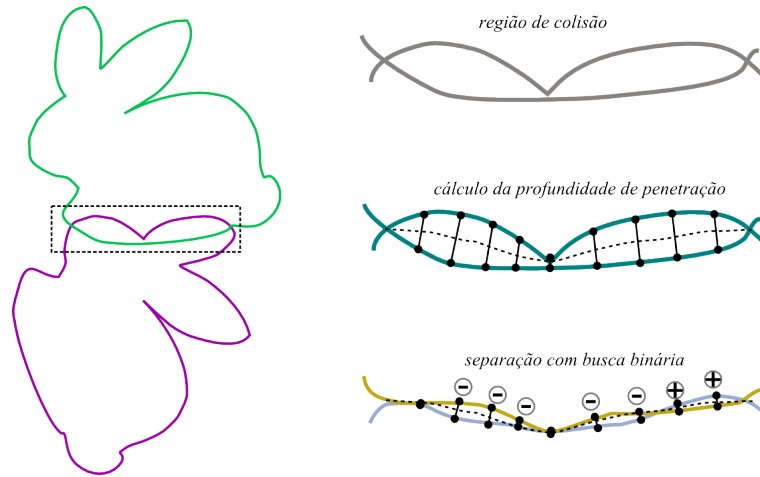 região de colisão
cálculo da profundidade de penetração
separação com busca binária
− − − − − + +